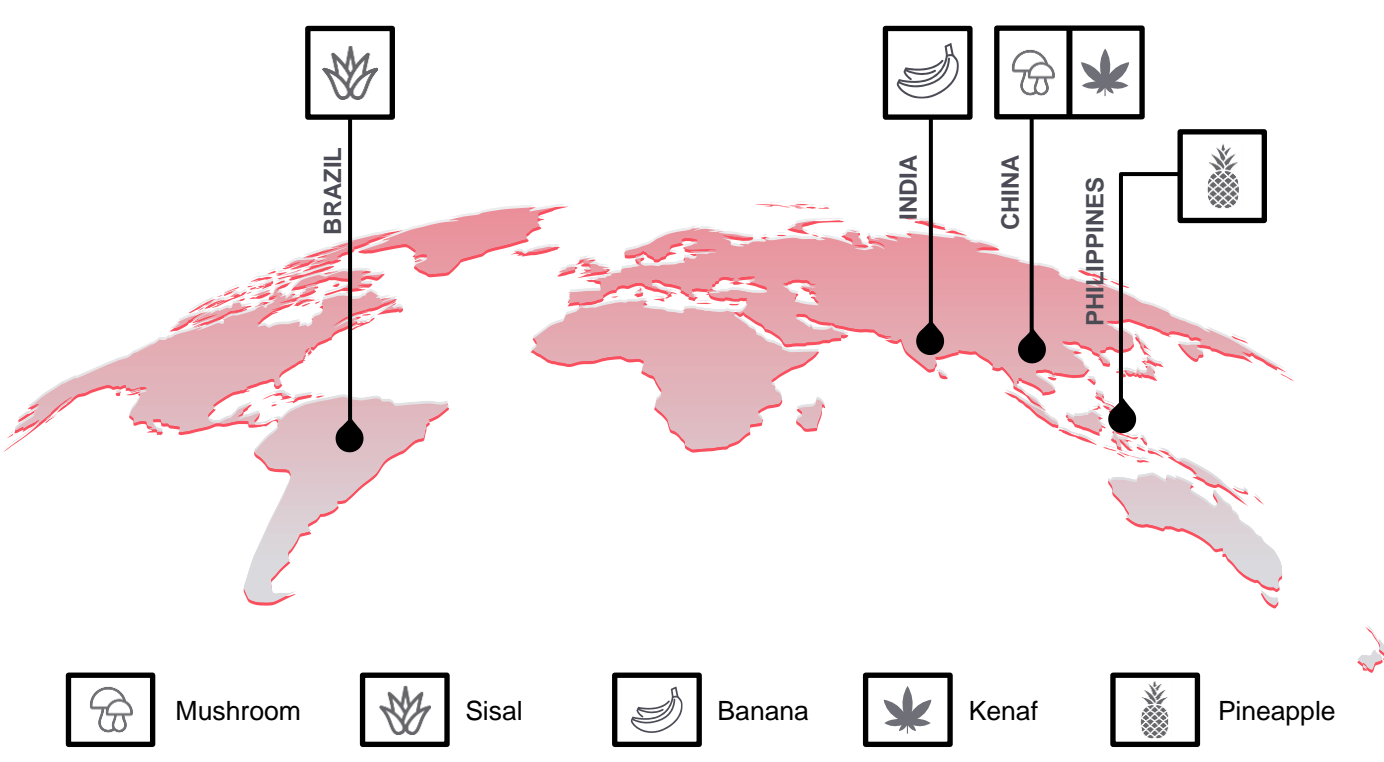 BRAZIL
INDIA
CHINA
PHILIPPINES
Mushroom
Sisal
Banana
Kenaf
Pineapple